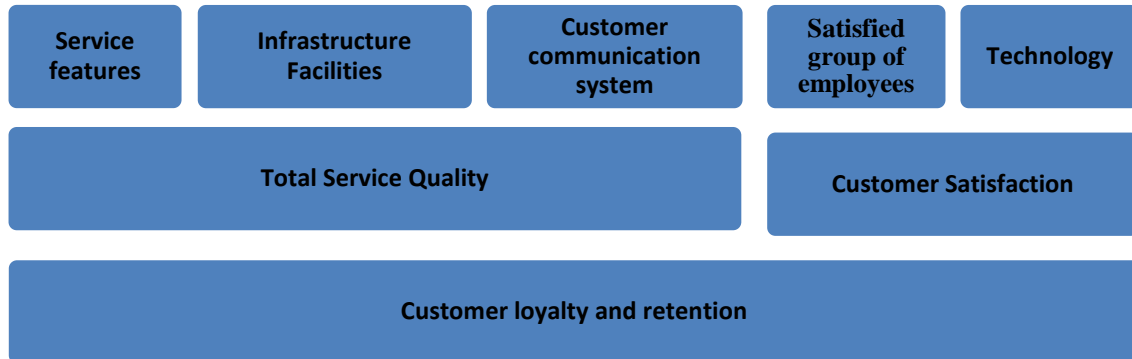 Service
features
Infrastructure
Facilities
Customer
communication
system
Satisfied
group of
employees
Technology
Total Service Quality
Customer Satisfaction
Customer loyalty and retention